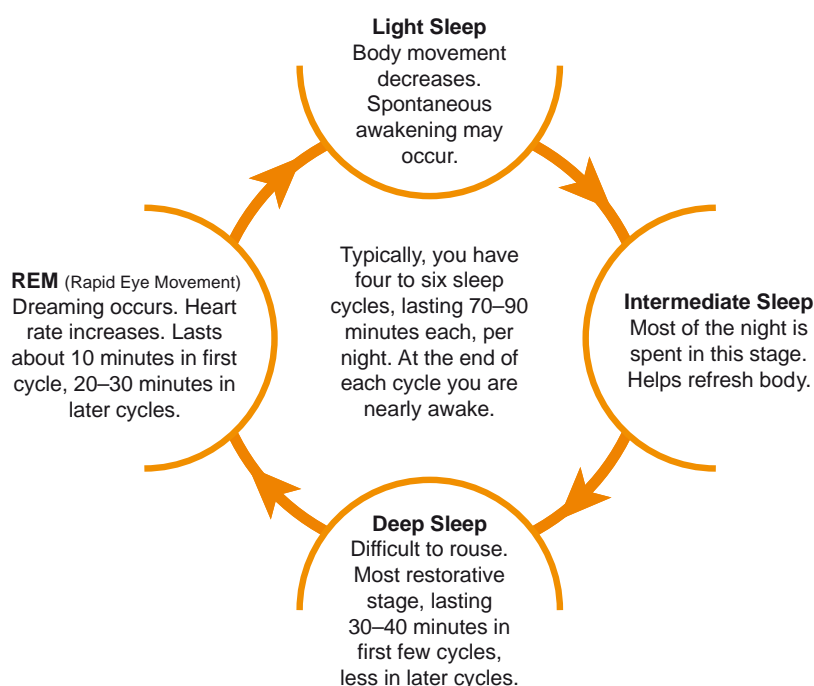 Light Sleep
Body movement
decreases.
Spontaneous
awakening may
occur.
Intermediate Sleep
Most of the night is
spent in this stage.
Helps refresh body.
Deep Sleep
Difficult to rouse.
Most restorative
stage, lasting
30–40 minutes in
first few cycles,
less in later cycles.
REM (Rapid Eye Movement)
Dreaming occurs. Heart
rate increases. Lasts
about 10 minutes in first
cycle, 20–30 minutes in
later cycles.
Typically, you have
four to six sleep
cycles, lasting 70–90
minutes each, per
night. At the end of
each cycle you are
nearly awake.